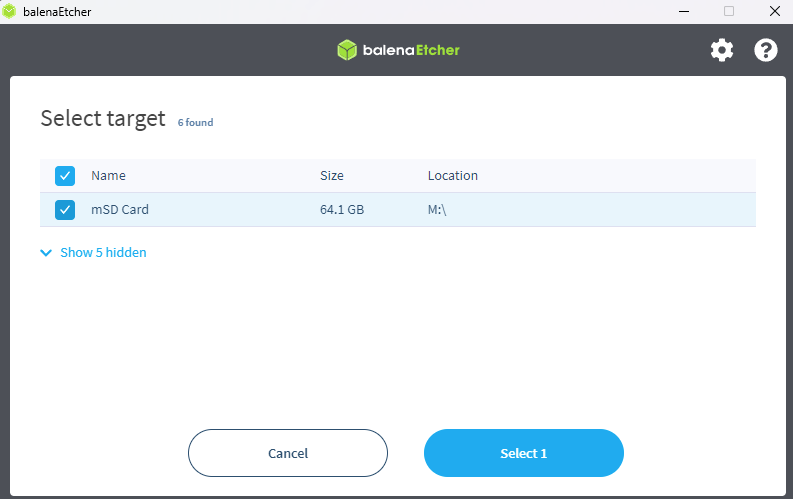 balenaEtcher
balenaEtcher
Select target 6 found
Name Size Location
mSD Card 64.1 GB M:\
Show 5 hidden
Cancel Select 1